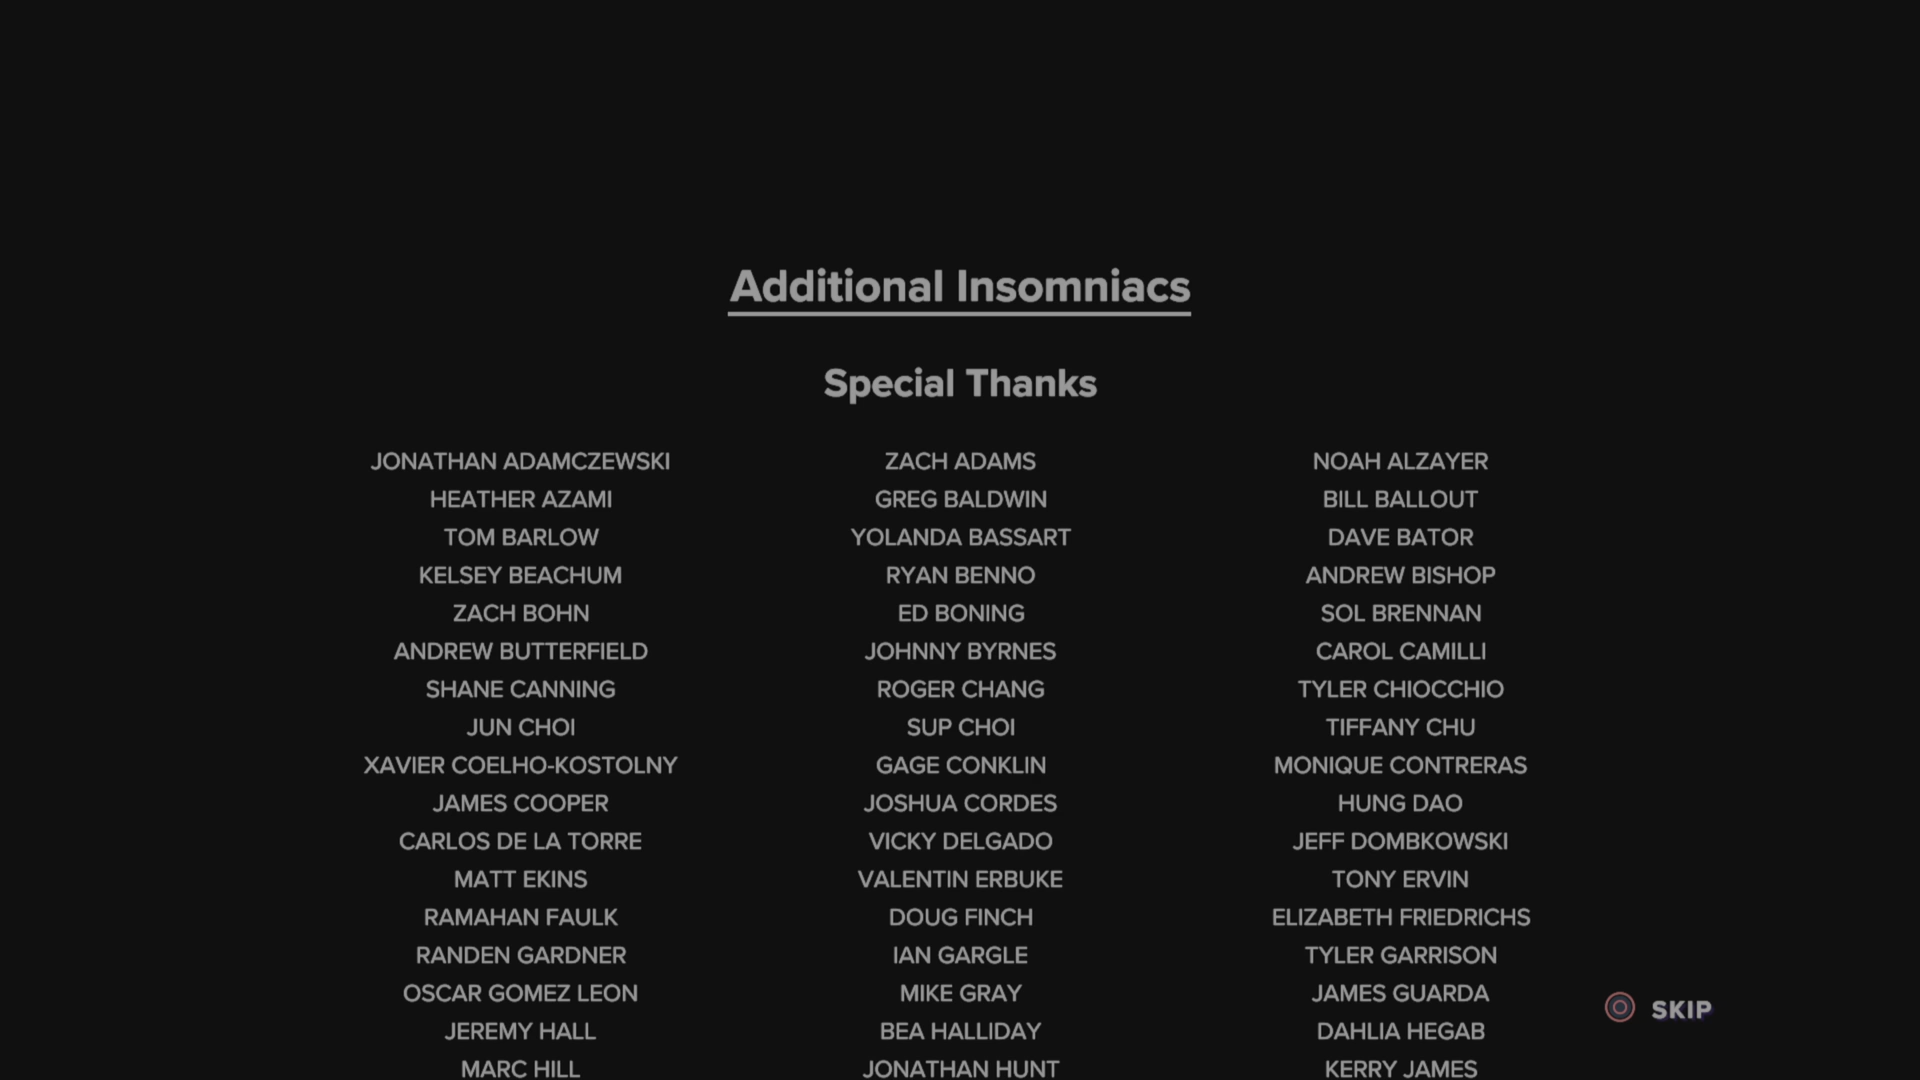 Additional Insomniacs
Special Thanks
JONATHAN ADAMCZEWSKI ZACH ADAMS NOAH ALZAYER
HEATHER AZAMI GREG BALDWIN BILL BALLOUT
TOM BARLOW YOLANDA BASSART DAVE BATOR
KELSEY BEACHUM RYAN BENNO ANDREW BISHOP
ZACH BOHN ED BONING SOL BRENNAN
ANDREW BUTTERFIELD JOHNNY BYRNES CAROL CAMILLI
SHANE CANNING ROGER CHANG TYLER CHIOCCHIO
JUN CHOI SUP CHOI TIFFANY CHU
XAVIER COELHO-KOSTOLNY GAGE CONKLIN MONIQUE CONTRERAS
JAMES COOPER JOSHUA CORDES HUNG DAO
CARLOS DE LA TORRE VICKY DELGADO JEFF DOMBKOWSKI
MATT EKINS VALENTIN ERBUKE TONY ERVIN
RAMAHAN FAULK DOUG FINCH ELIZABETH FRIEDRICHS
RANDEN GARDNER IAN GARGLE TYLER GARRISON
OSCAR GOMEZ LEON MIKE GRAY JAMES GUARDA
SKIP
JEREMY HALL BEA HALLIDAY DAHLIA HEGAB
MARC HILL JONATHAN HUNT KERRY JAMES